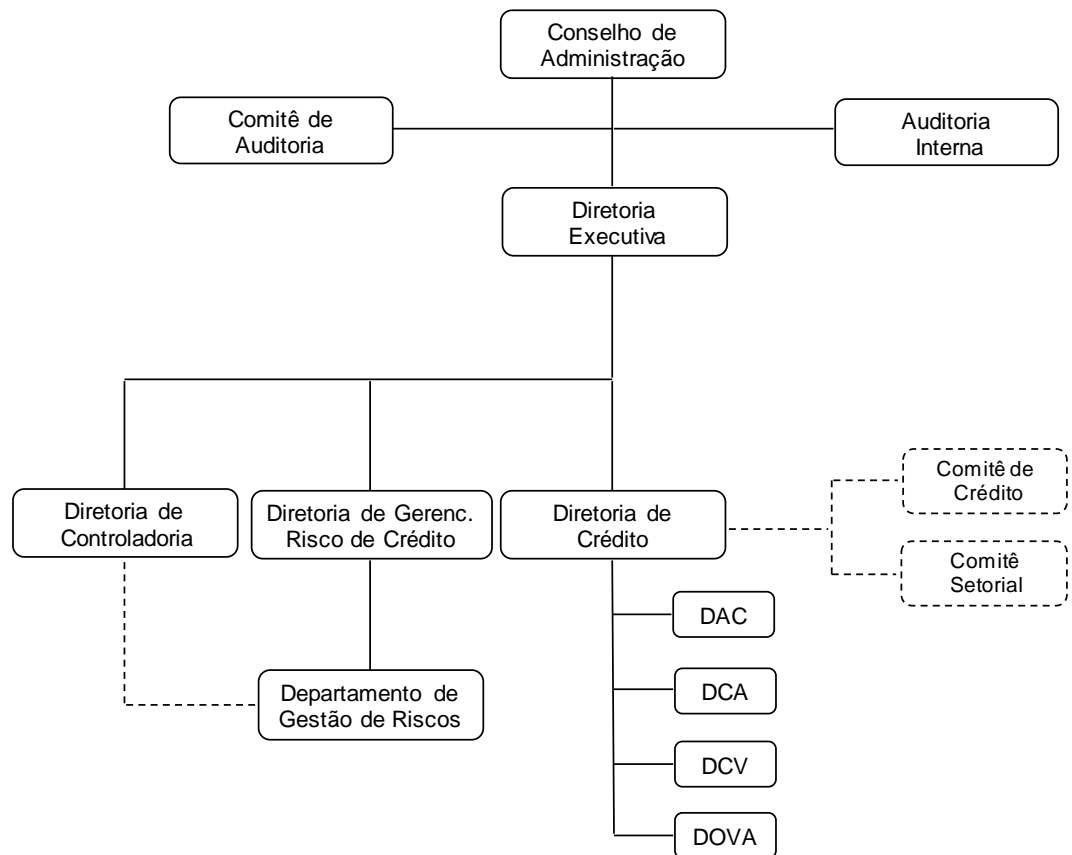 Conselho de
Administração
Comitê de
Auditoria
Auditoria
Interna
Diretoria
Executiva
Diretoria de
Controladoria
Diretoria de Gerenc.
Risco de Crédito
Diretoria de
Crédito
Comitê de
Crédito
Comitê
Setorial
DAC
Departamento de
Gestão de Riscos
DCA
DCV
DOVA